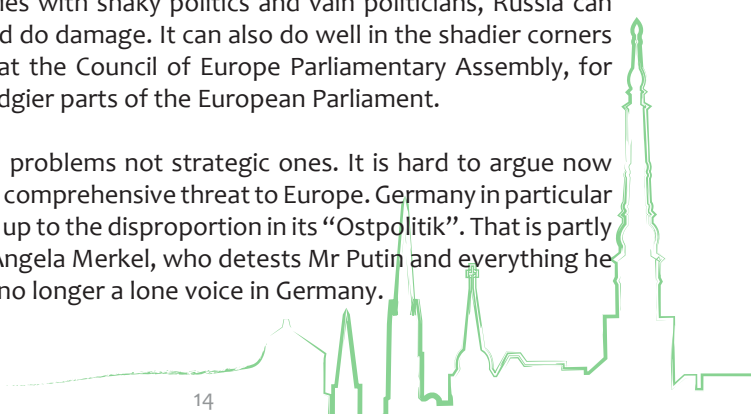 ies with shaky politics and vain politicians, Russia can
d do damage. It can also do well in the shadier corners
at the Council of Europe Parliamentary Assembly, for
dgier parts of the European Parliament.
problems not strategic ones. It is hard to argue now
comprehensive threat to Europe. Germany in particular
up to the disproportion in its “Ostpolitik”. That is partly
Angela Merkel, who detests Mr Putin and everything he
no longer a lone voice in Germany.
14